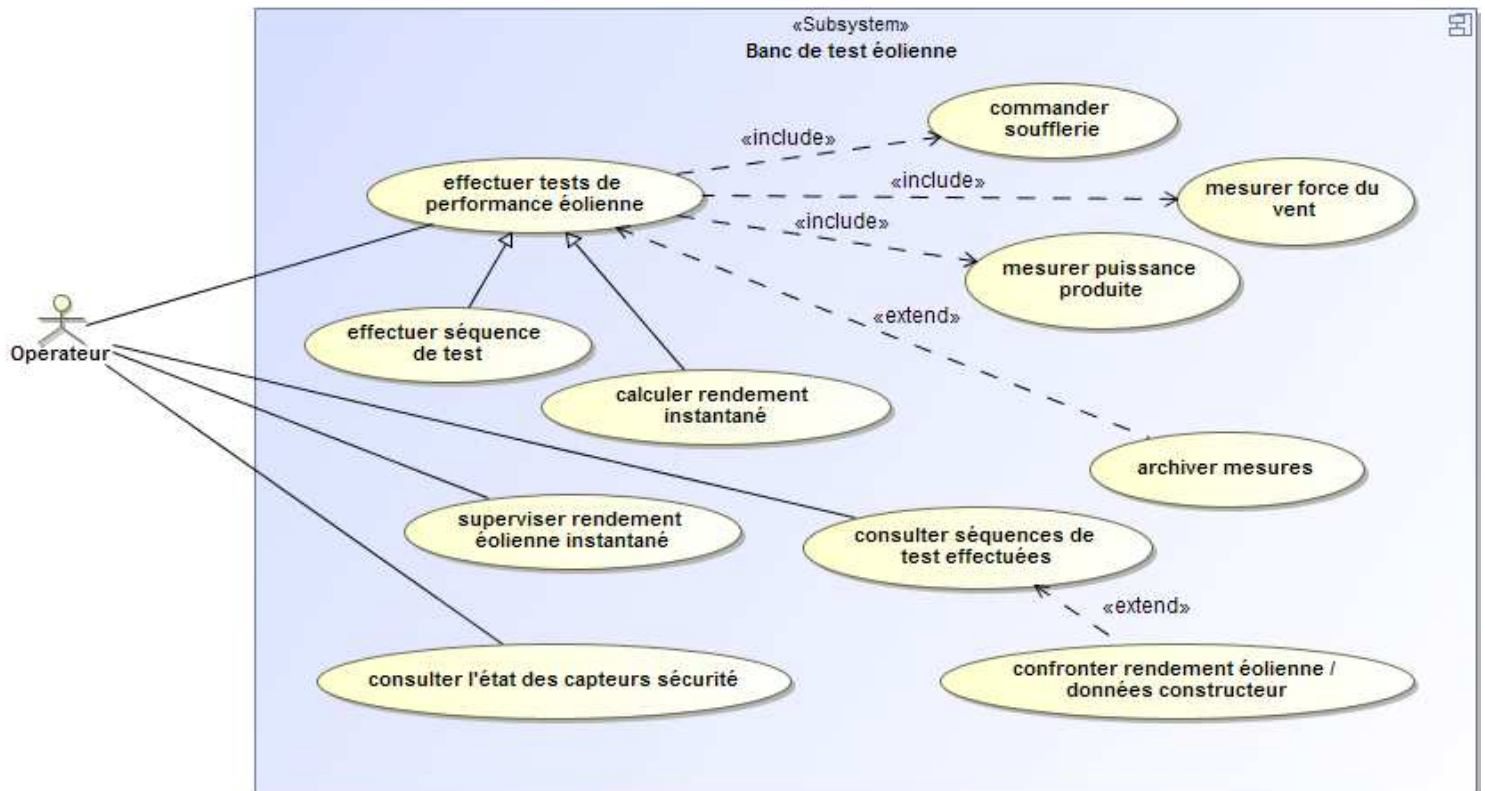 «Subsystem»
Banc de test éolienne
commander
soufflerie
«include»
effectuer tests de
performance éolienne
«include»
mesurer force du
vent
«include»
mesurer puissance
produite
«extend»
effectuer séquence
de test
Opérateur
calculer rendement
instantané
archiver mesures
superviser rendement
éolienne instantané
consulter séquences de
test effectuées
«extend»
consulter l'état des capteurs sécurité
confronter rendement éolienne /
données constructeur